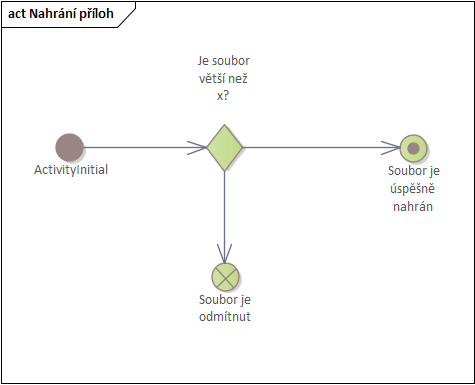 act Nahrání příloh
Je soubor
větší než
x?
ActivityInitial
Soubor je
úspěšně
nahrán
Soubor je
odmítnut